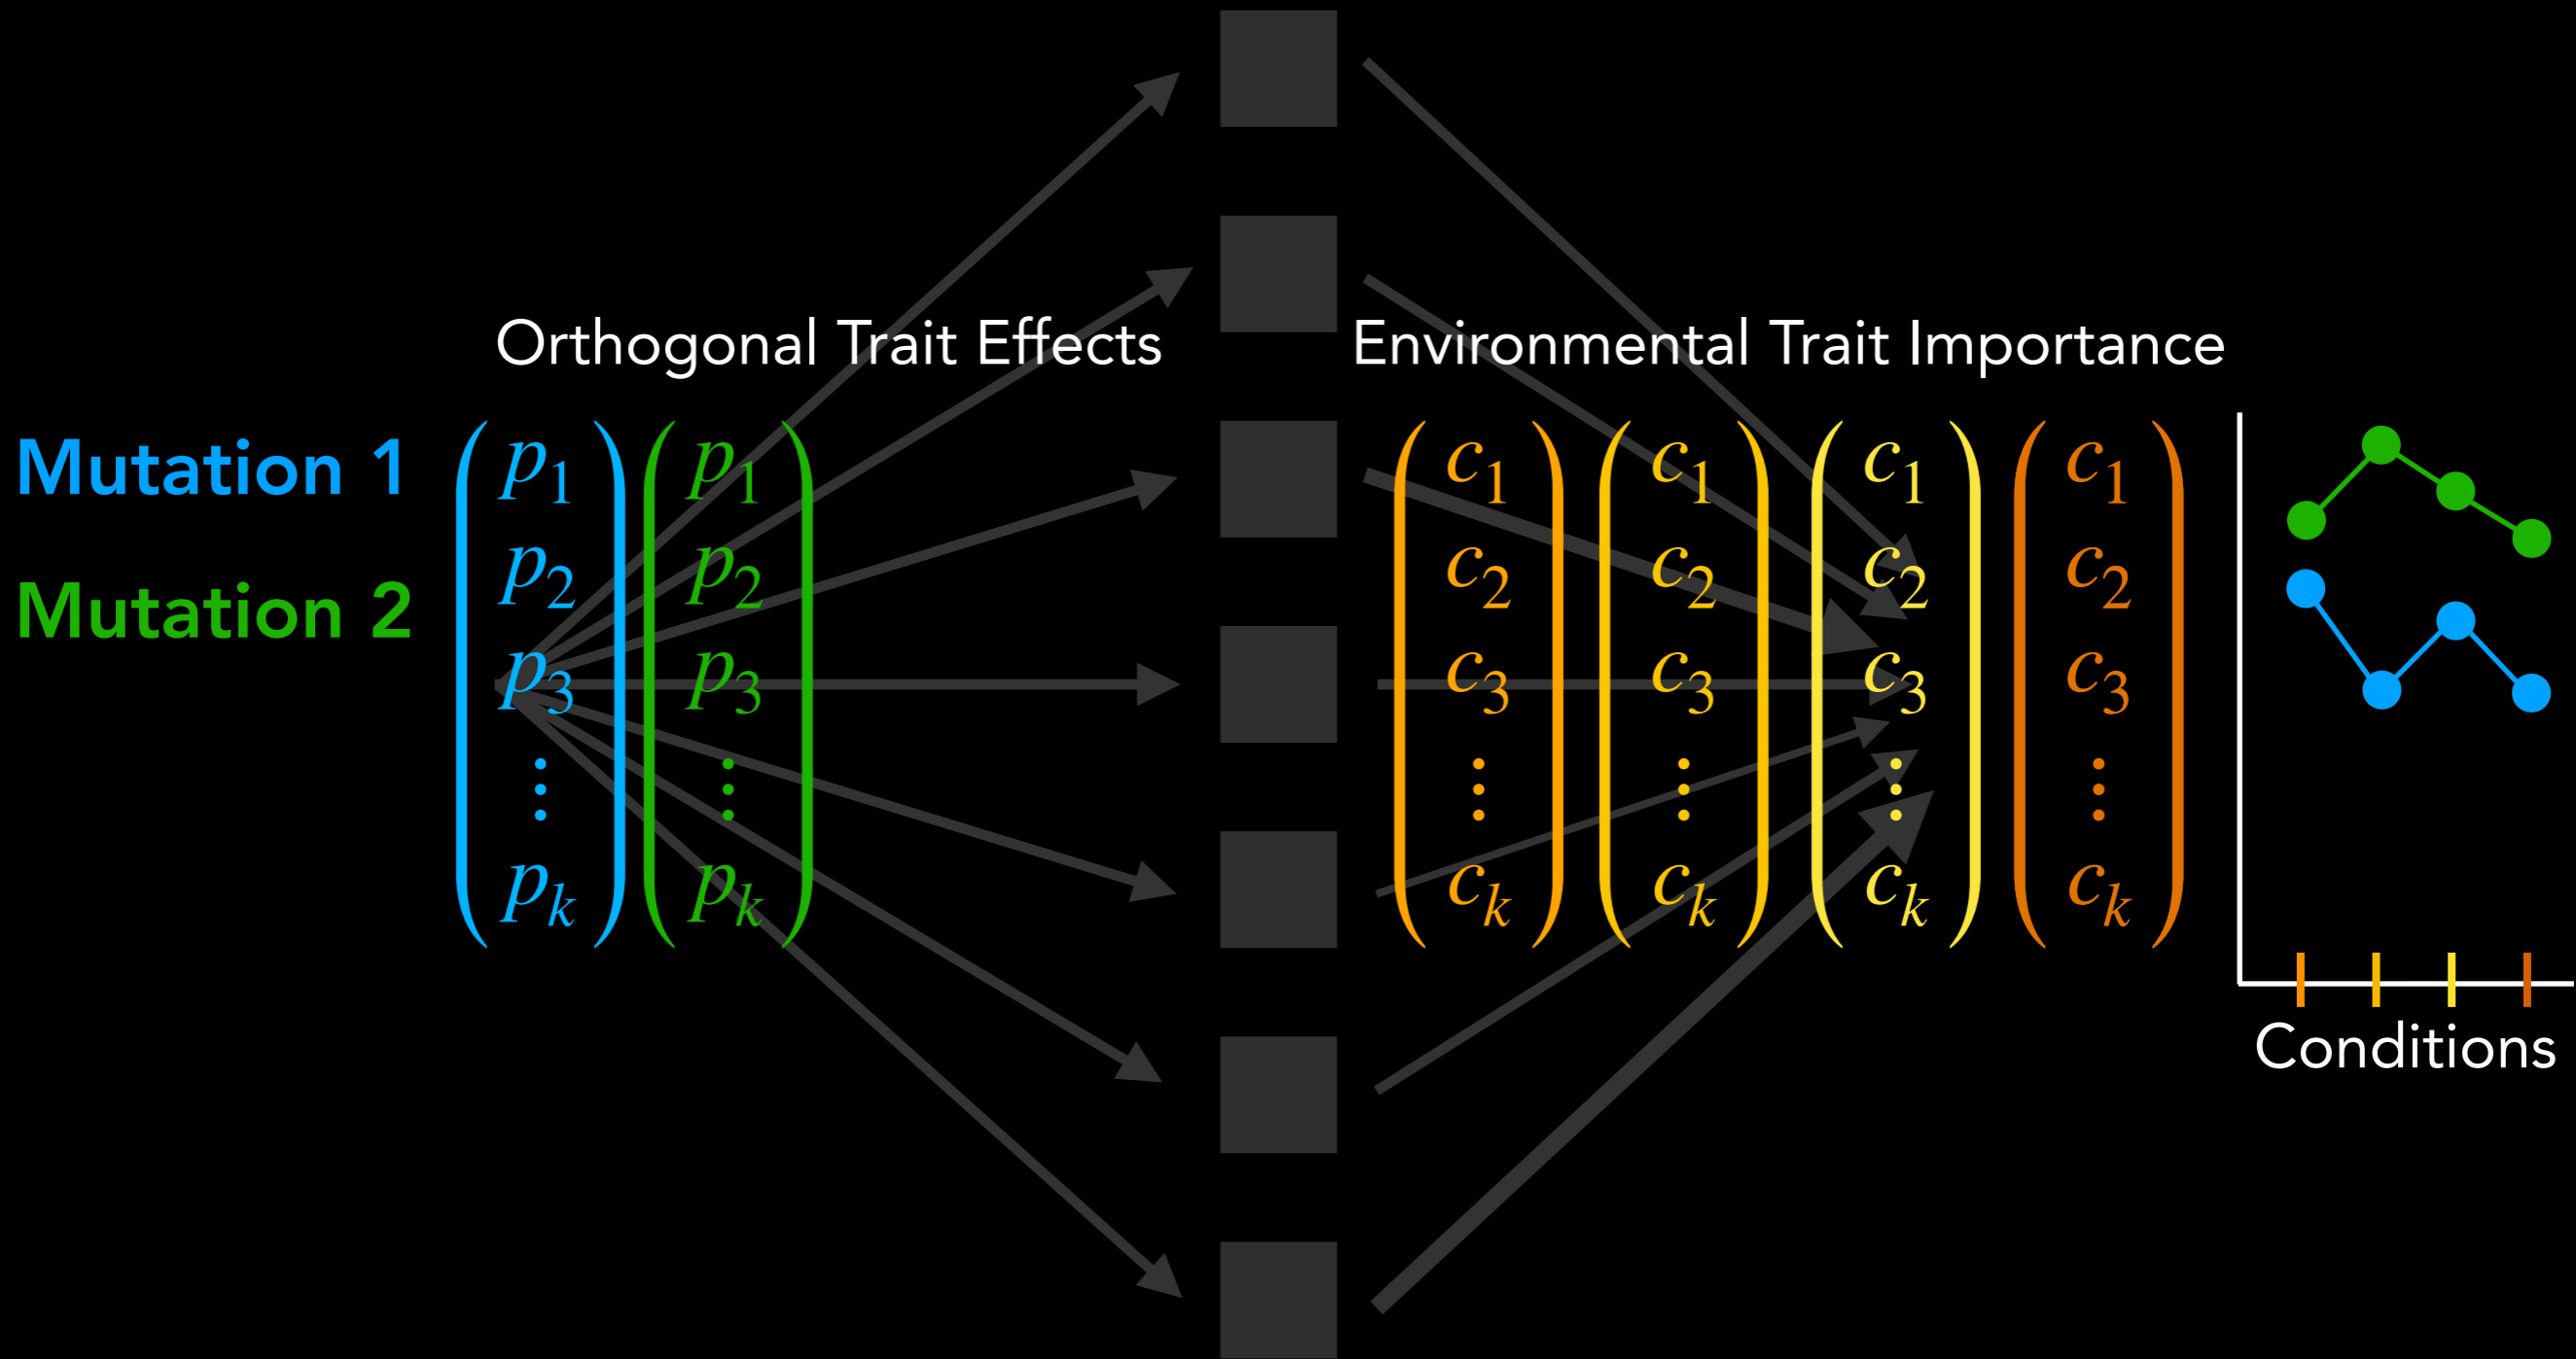 Orthogonal Trait Effects
Environmental Trait Importance
Mutation 1
Mutation 2
p₁ p₁ c₁ c₁ c₁ c₁
p₂ p₂ c₂ c₂ c₂ c₂
p₃ p₃ c₃ c₃ c₃ c₃
⋮ ⋮ ⋮ ⋮ ⋮ ⋮
pₖ pₖ cₖ cₖ cₖ cₖ
Conditions